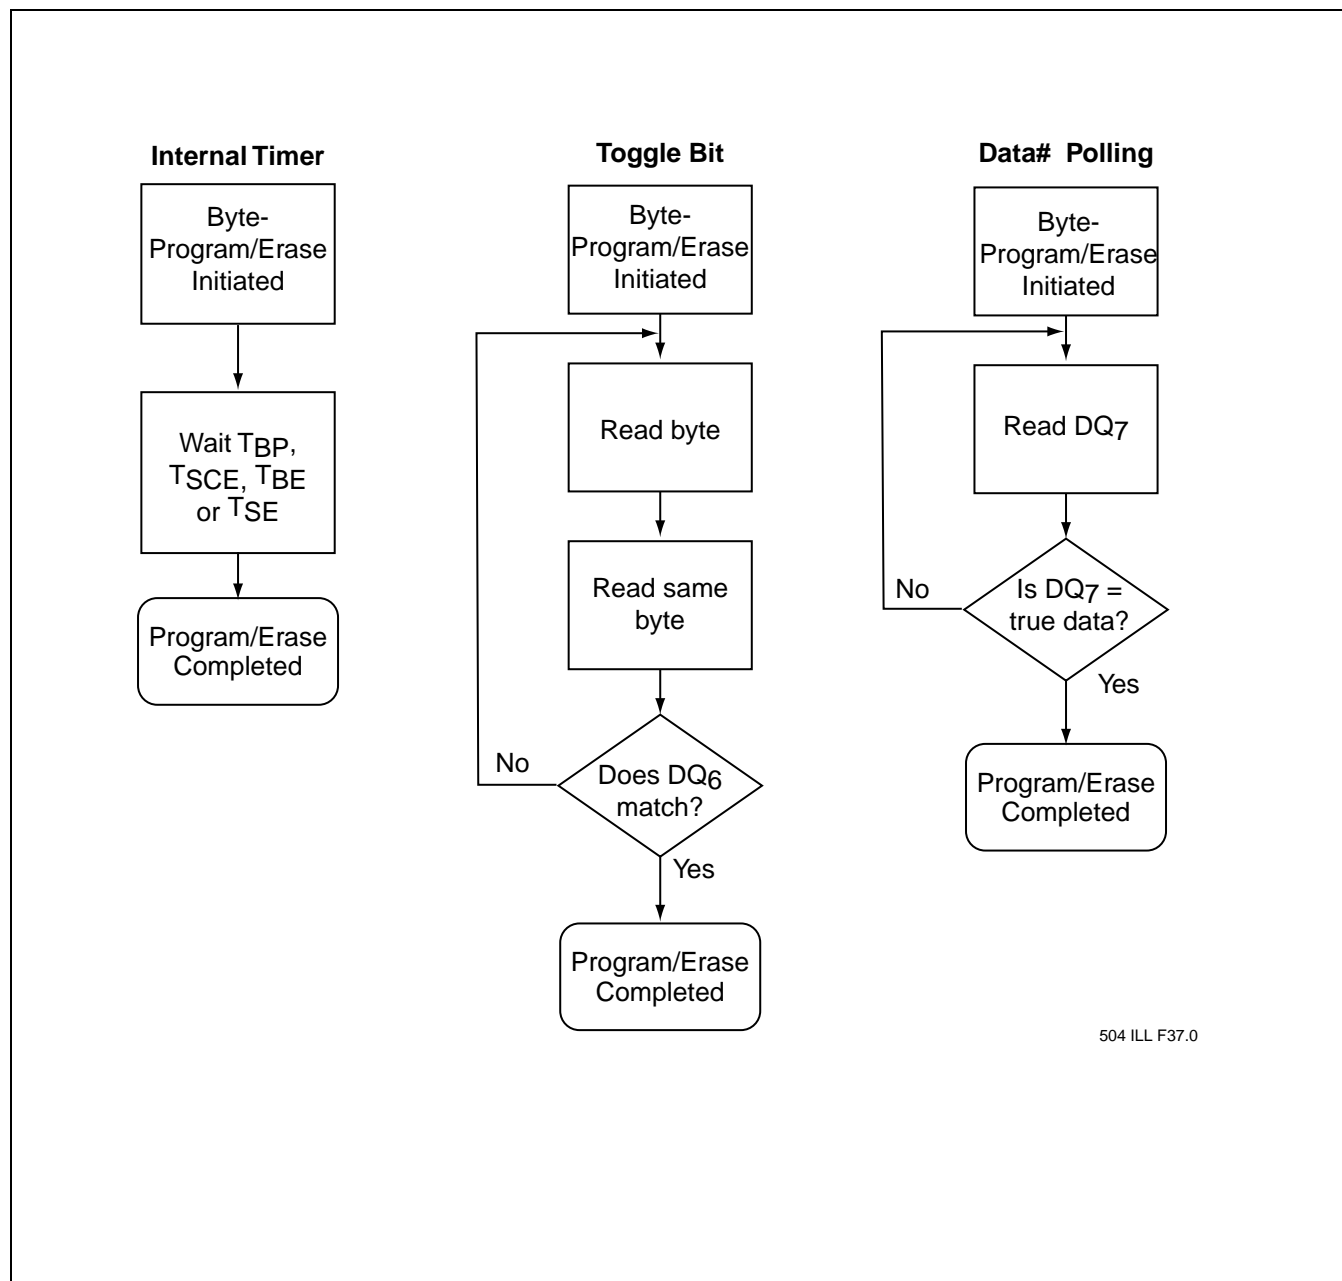 Internal Timer
Byte-
Program/Erase
Initiated
Wait TBP,
TSCE, TBE
or TSE
Program/Erase
Completed
Toggle Bit
Byte-
Program/Erase
Initiated
Read byte
Read same
byte
No
Does DQ6
match?
Yes
Program/Erase
Completed
Data# Polling
Byte-
Program/Erase
Initiated
Read DQ7
No
Is DQ7 =
true data?
Yes
Program/Erase
Completed
504 ILL F37.0